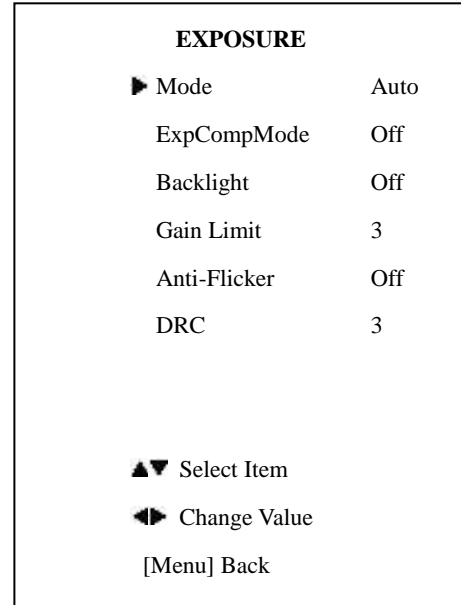 EXPOSURE
▶ Mode Auto
ExpCompMode Off
Backlight Off
Gain Limit 3
Anti-Flicker Off
DRC 3
▲▼ Select Item
◀▶ Change Value
[Menu] Back